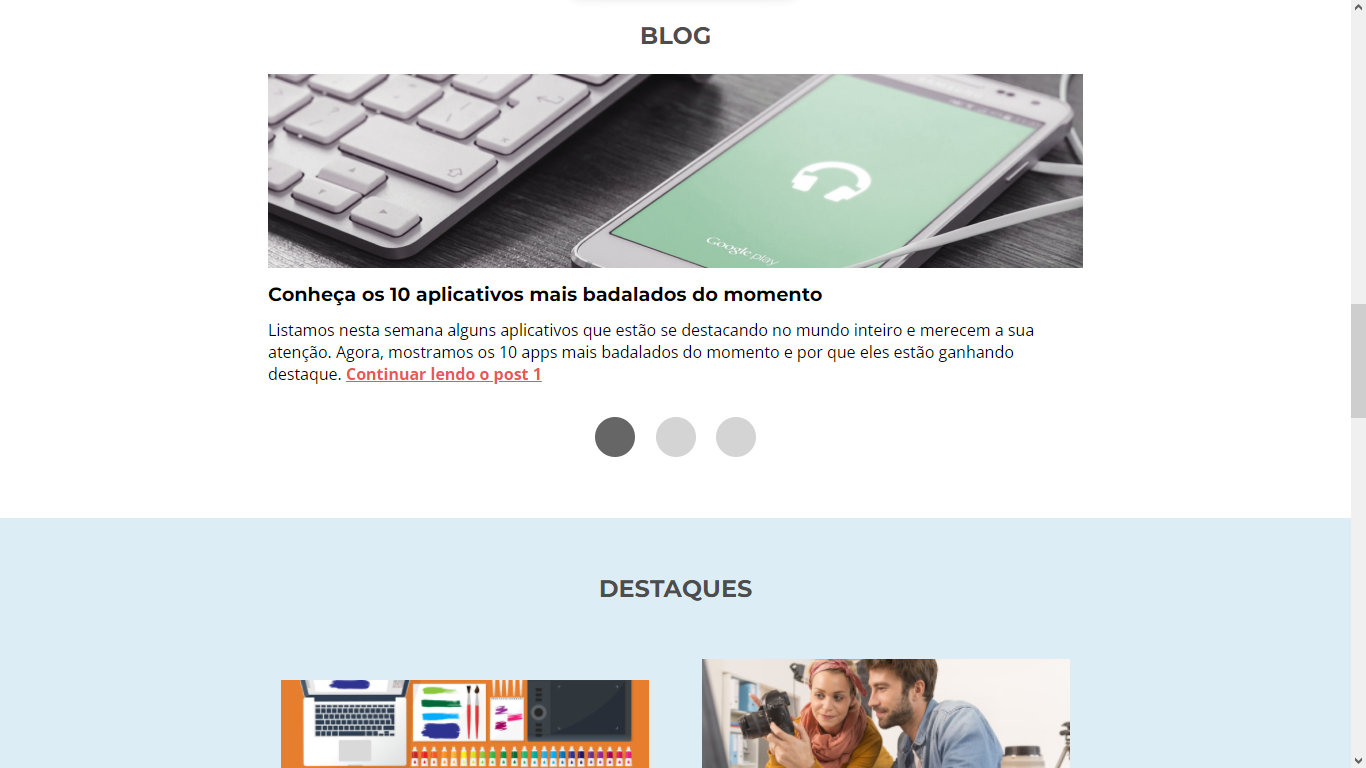 BLOG
Google play
Conheça os 10 aplicativos mais badalados do momento
Listamos nesta semana alguns aplicativos que estão se destacando no mundo inteiro e merecem a sua
atenção. Agora, mostramos os 10 apps mais badalados do momento e por que eles estão ganhando
destaque. Continuar lendo o post 1
DESTAQUES